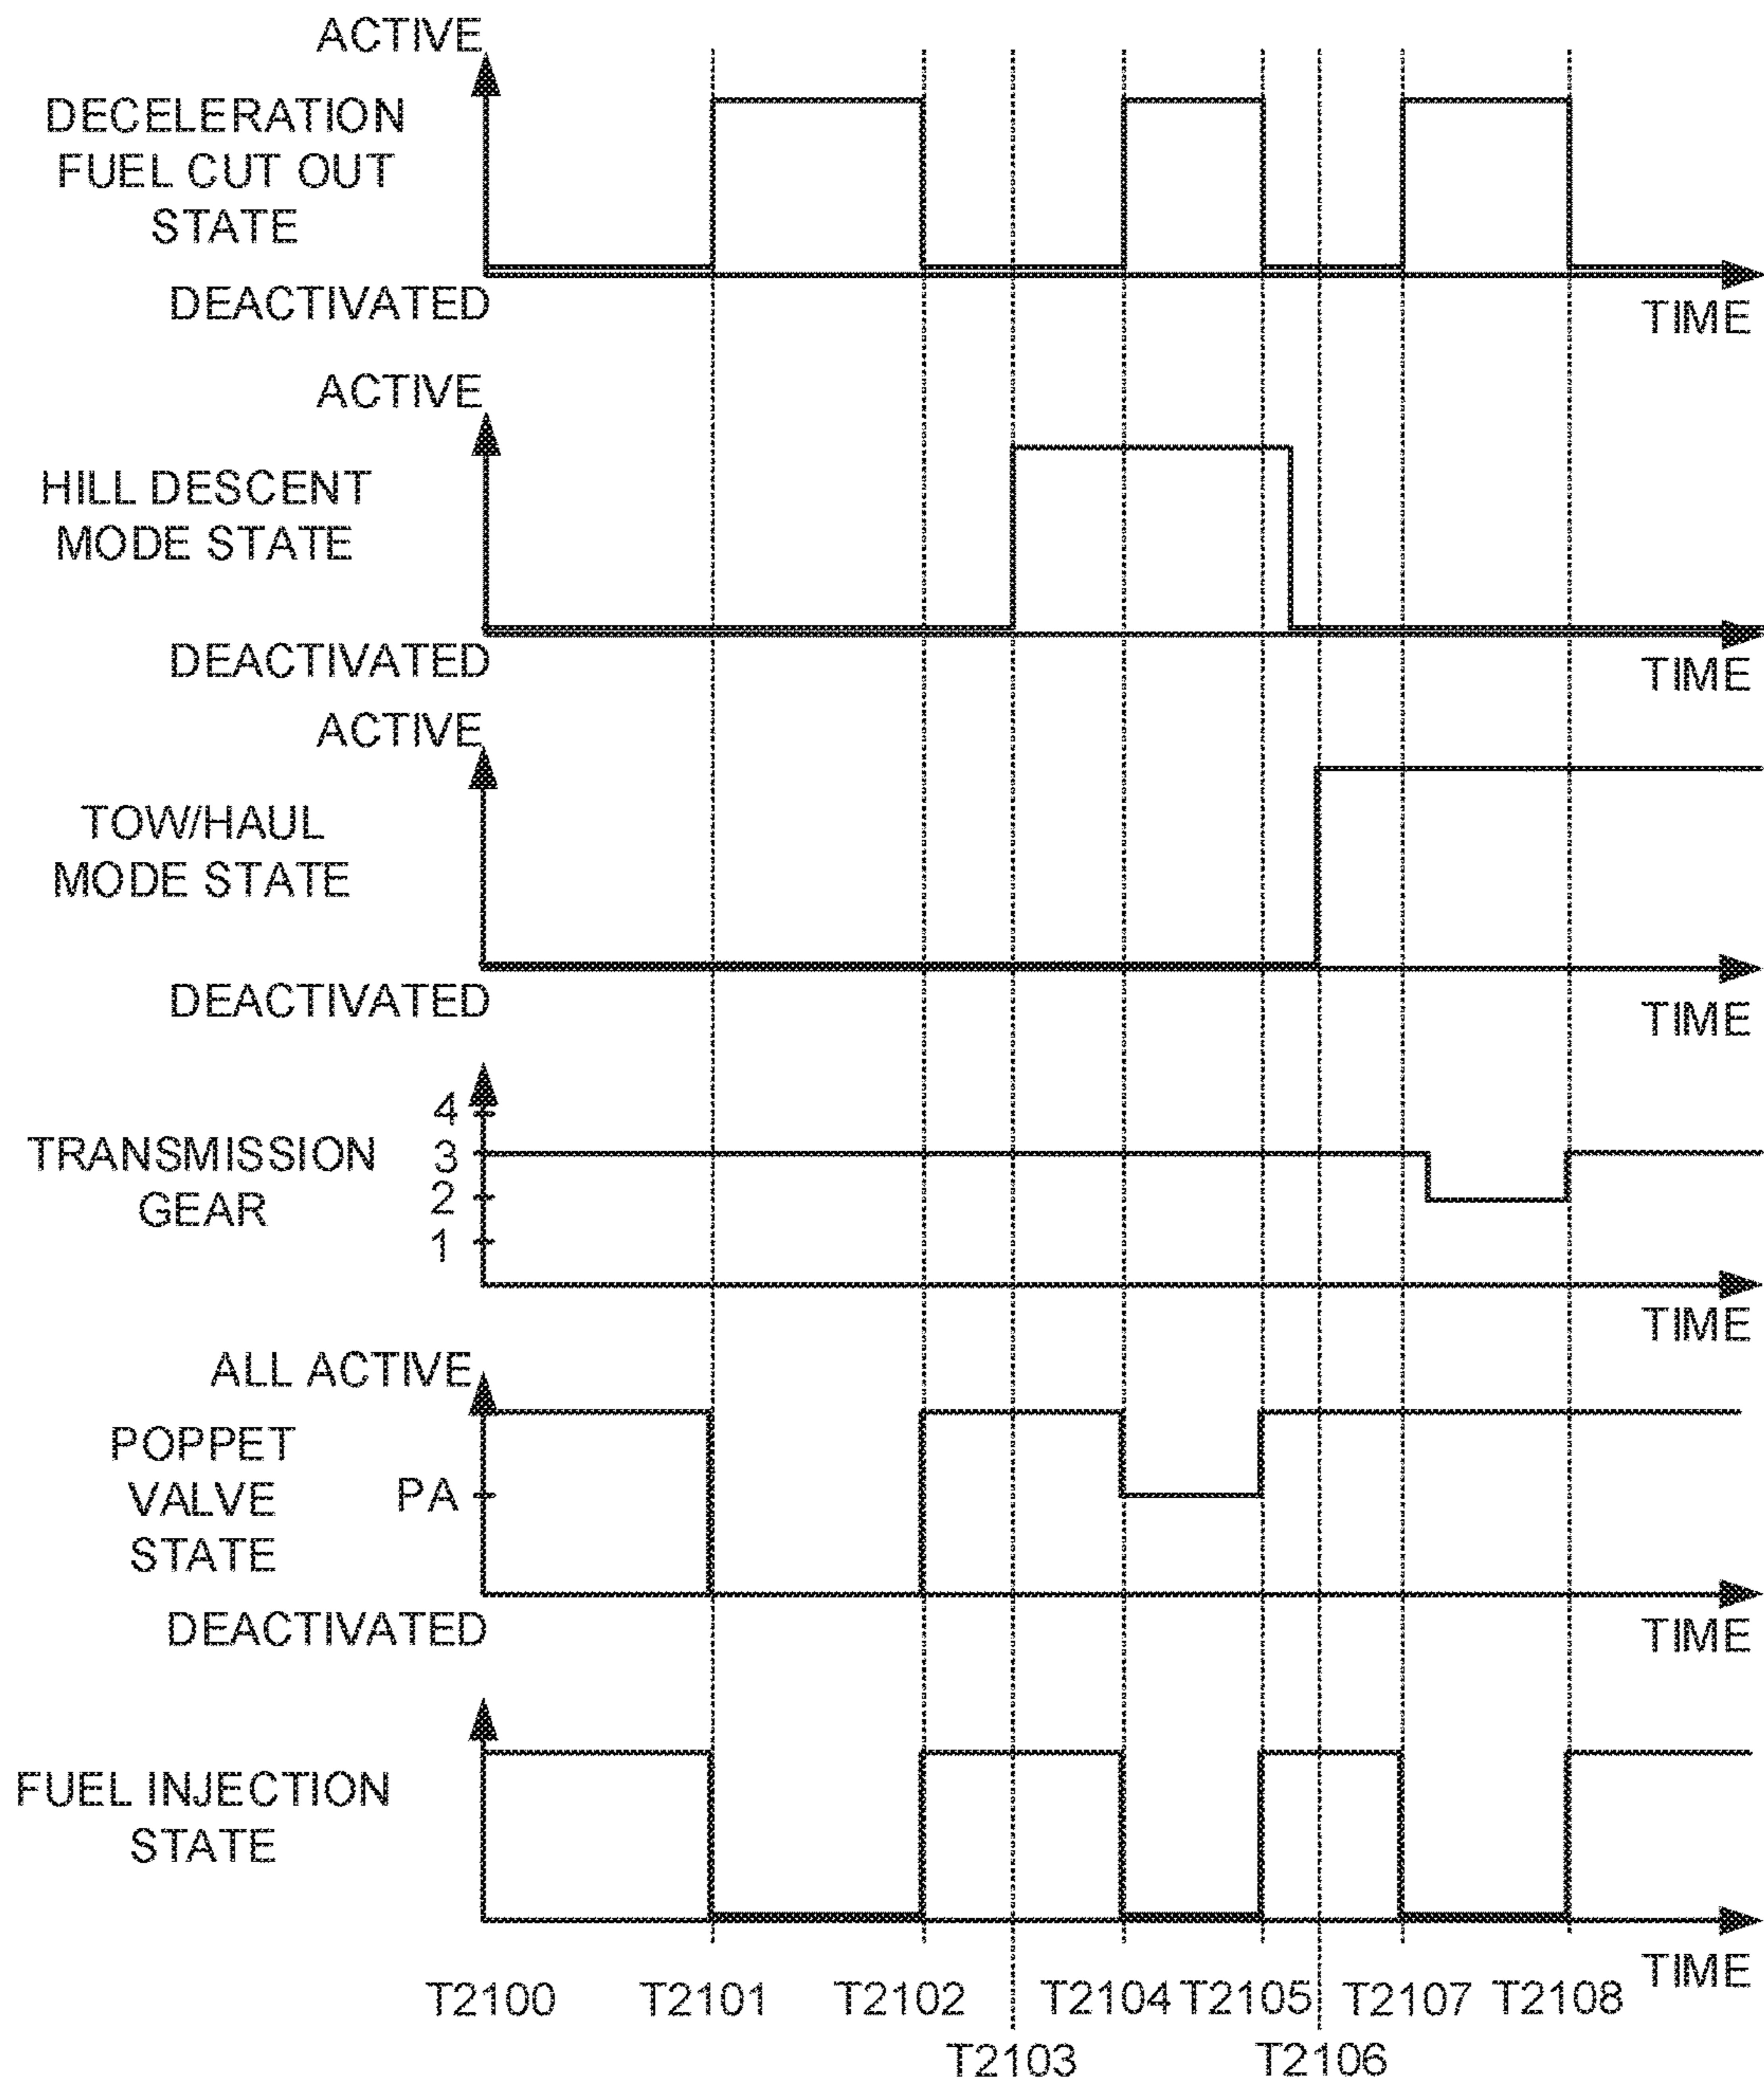 ACTIVE
DECELERATION
FUEL CUT OUT
STATE
DEACTIVATED
TIME
ACTIVE
HILL DESCENT
MODE STATE
DEACTIVATED
TIME
ACTIVE
TOW/HAUL
MODE STATE
DEACTIVATED
TIME
4
TRANSMISSION
GEAR
3
2
1
TIME
ALL ACTIVE
POPPET
VALVE
STATE
PA
DEACTIVATED
TIME
FUEL INJECTION
STATE
TIME
T2100 T2101 T2102 T2104 T2105 T2107 T2108
T2103 T2106